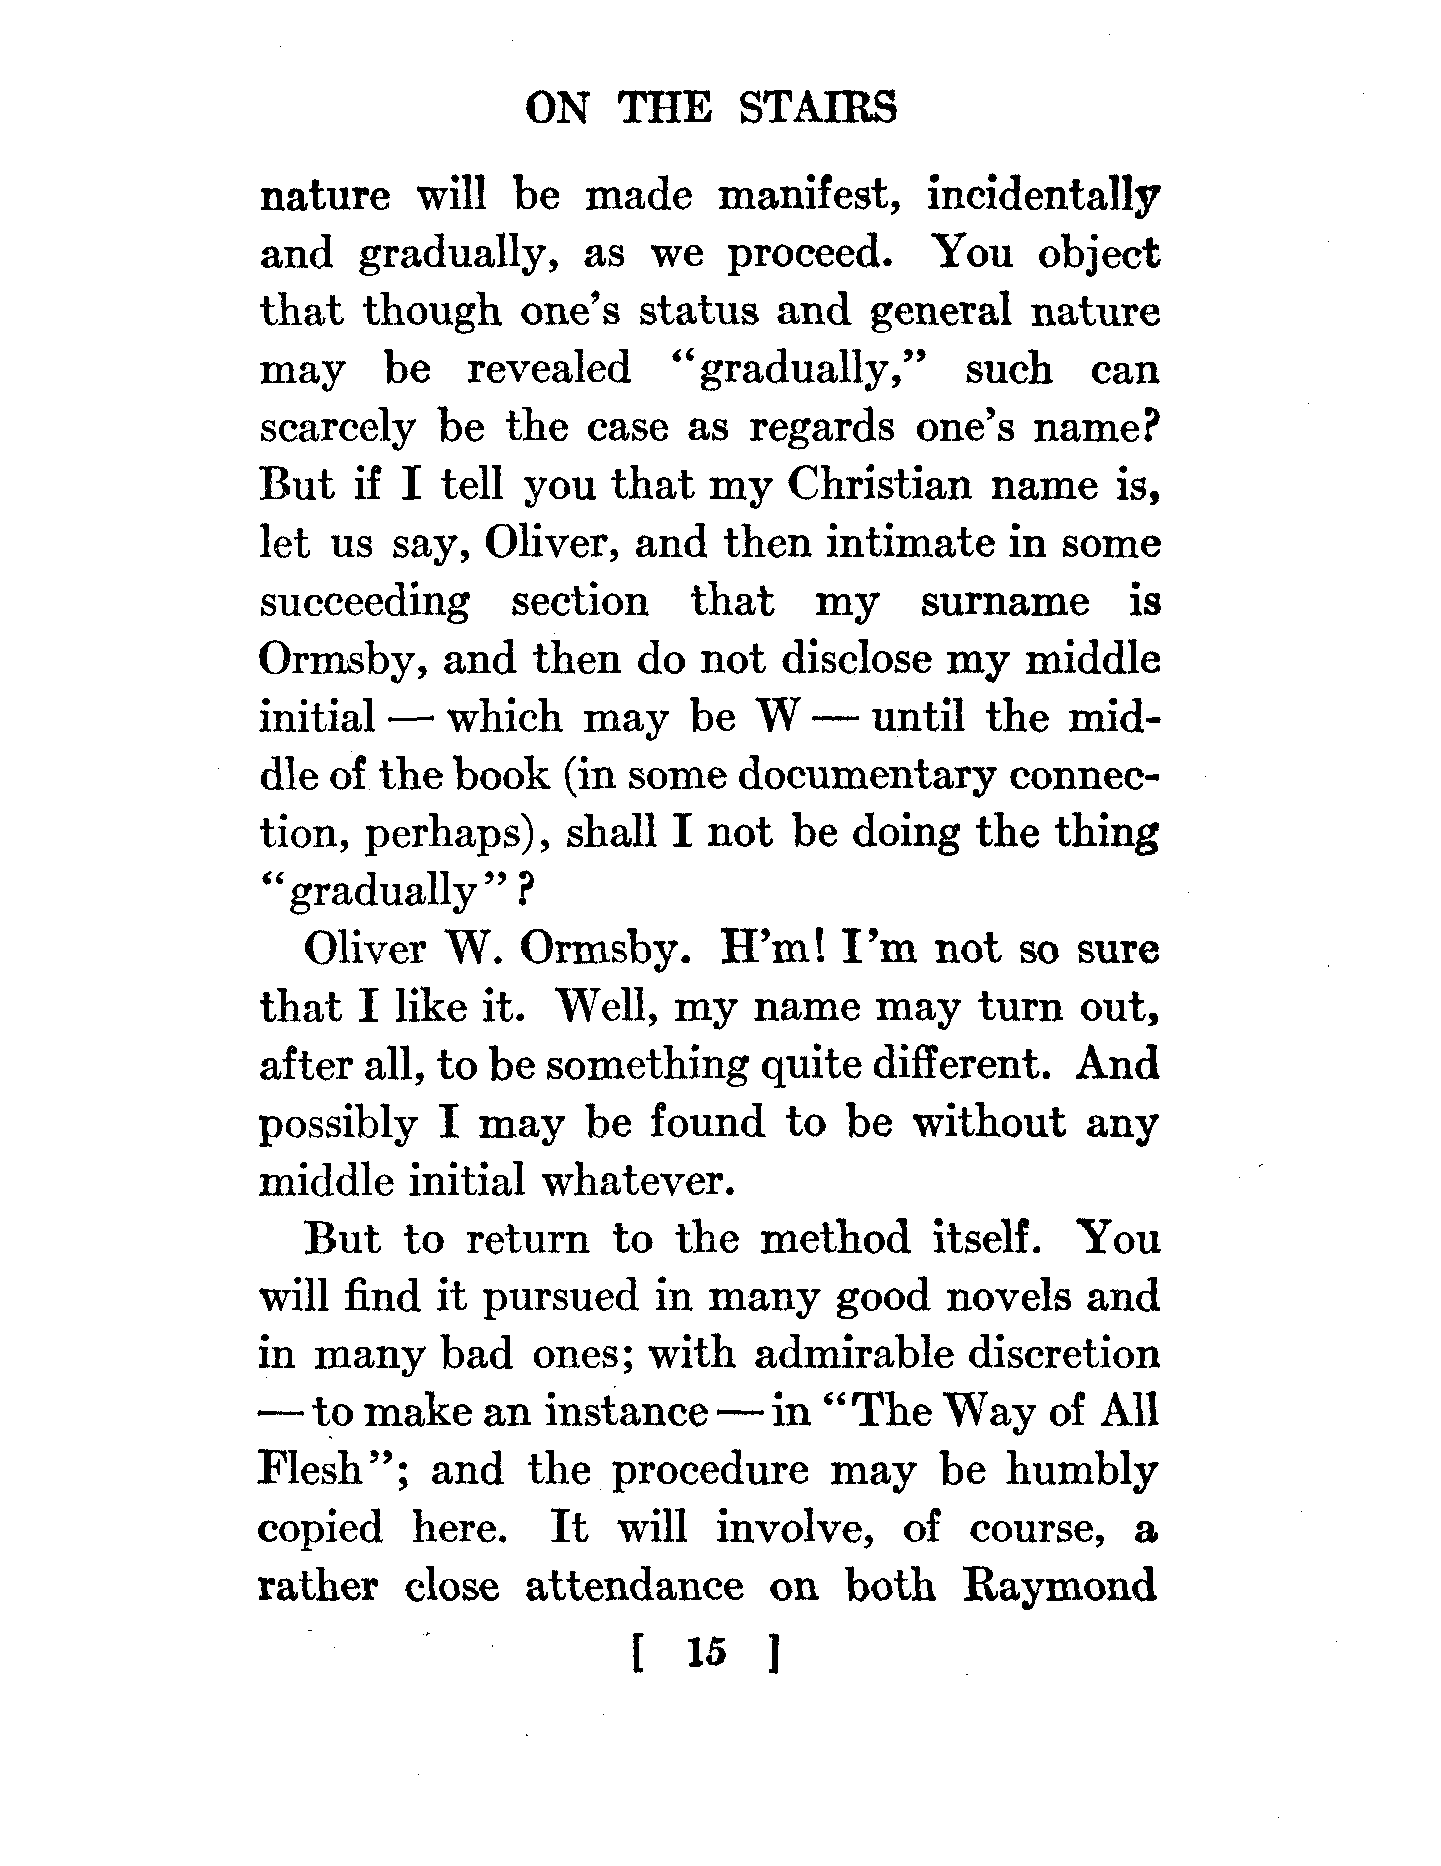 ON THE STAIRS
nature will be made manifest, incidentally
and gradually, as we proceed. You object
that though one's status and general nature
may be revealed "gradually," such can
scarcely be the case as regards one's name?
But if I tell you that my Christian name is,
let us say, Oliver, and then intimate in some
succeeding section that my surname is
Ormsby, and then do not disclose my middle
initial — which may be W — until the mid-
dle of the book (in some documentary connec-
tion, perhaps), shall I not be doing the thing
"gradually"?
Oliver W. Ormsby. H'm! I'm not so sure
that I like it. Well, my name may turn out,
after all, to be something quite different. And
possibly I may be found to be without any
middle initial whatever.
But to return to the method itself. You
will find it pursued in many good novels and
in many bad ones; with admirable discretion
— to make an instance — in "The Way of All
Flesh"; and the procedure may be humbly
copied here. It will involve, of course, a
rather close attendance on both Raymond
[ 15 ]